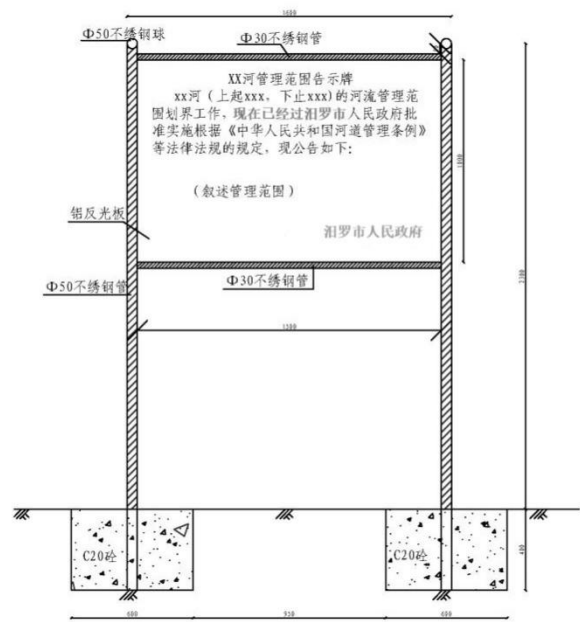 1600
Φ50不绣钢球
Φ30不绣钢管
XX河管理范围告示牌
xx河（上起xxx，下止xxx)的河流管理范
围划界工作，现在已经过汨罗市人民政府批
准实施根据《中华人民共和国河道管理条例》
等法律法规的规定，现公告如下：
（叙述管理范围）
铝反光板
汨罗市人民政府
Φ50不绣钢管
Φ30不绣钢管
1500
C20砼
C20砼
400
600
950
600